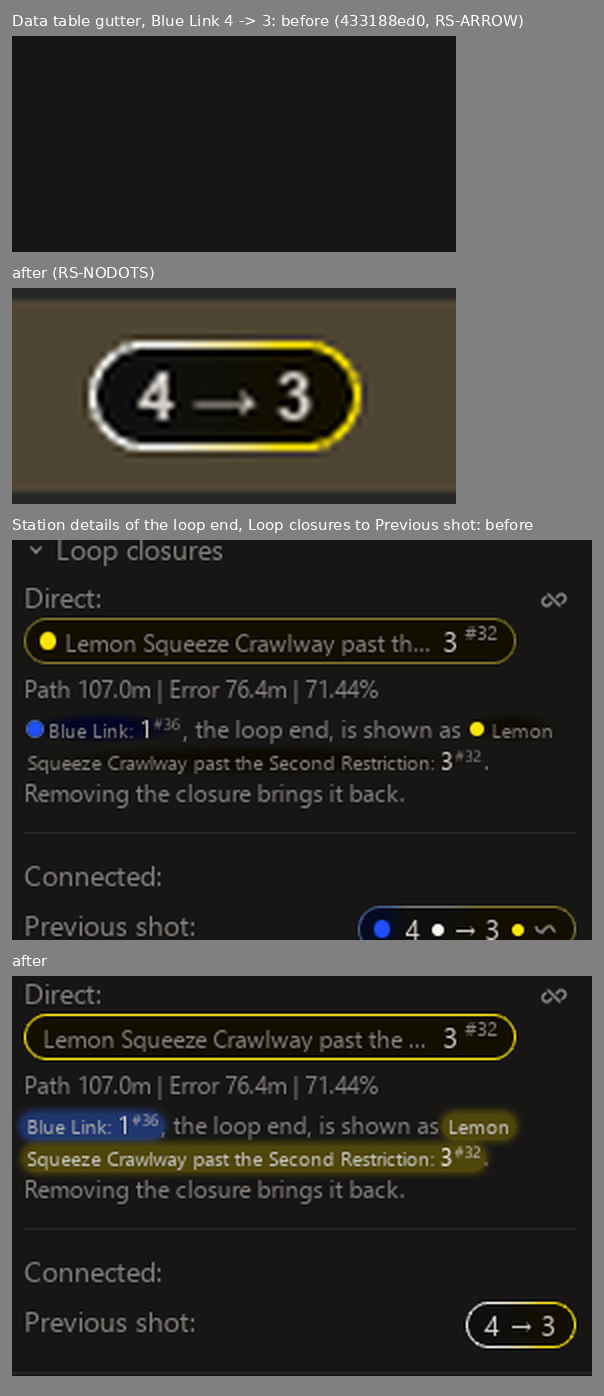 Data table gutter, Blue Link 4 -> 3: before (433188ed0, RS-ARROW)
after (RS-NODOTS)
4 → 3
Station details of the loop end, Loop closures to Previous shot: before
Loop closures
Direct:
Lemon Squeeze Crawlway past th... 3 #32
Path 107.0m | Error 76.4m | 71.44%
Blue Link: 1#36, the loop end, is shown as Lemon
Squeeze Crawlway past the Second Restriction: 3#32.
Removing the closure brings it back.
Connected:
Previous shot: 4 → 3
after
Direct:
Lemon Squeeze Crawlway past the ... 3 #32
Path 107.0m | Error 76.4m | 71.44%
Blue Link: 1#36, the loop end, is shown as Lemon
Squeeze Crawlway past the Second Restriction: 3#32.
Removing the closure brings it back.
Connected:
Previous shot: 4 → 3